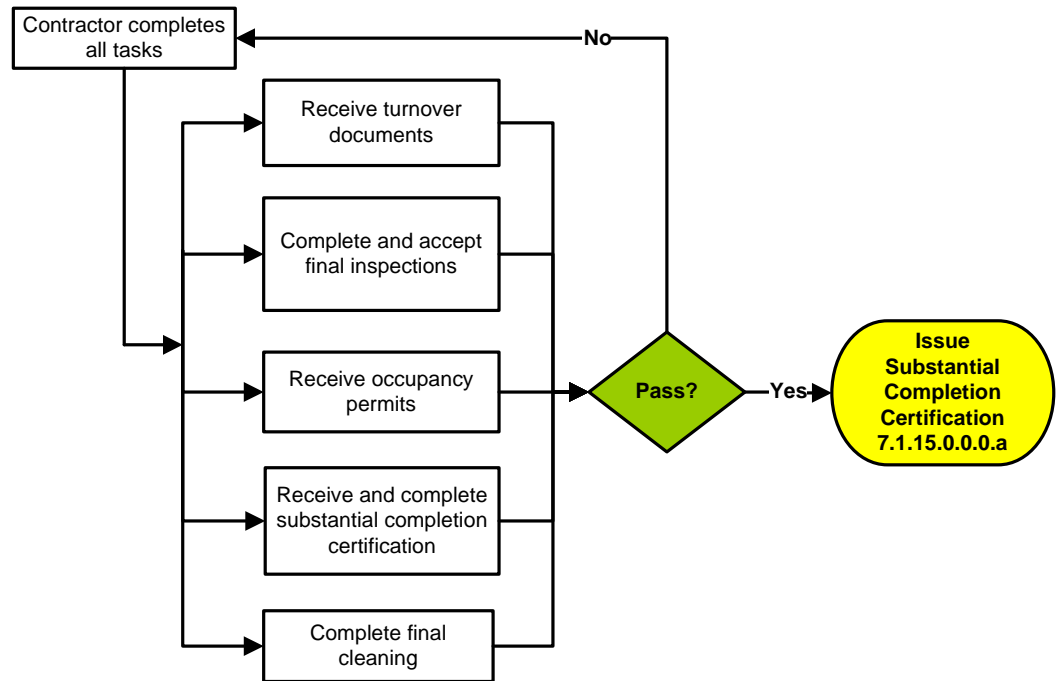 Contractor completes
all tasks
No
Receive turnover
documents
Complete and accept
final inspections
Receive occupancy
permits
Receive and complete
substantial completion
certification
Complete final
cleaning
Pass?
Yes
Issue
Substantial
Completion
Certification
7.1.15.0.0.0.a